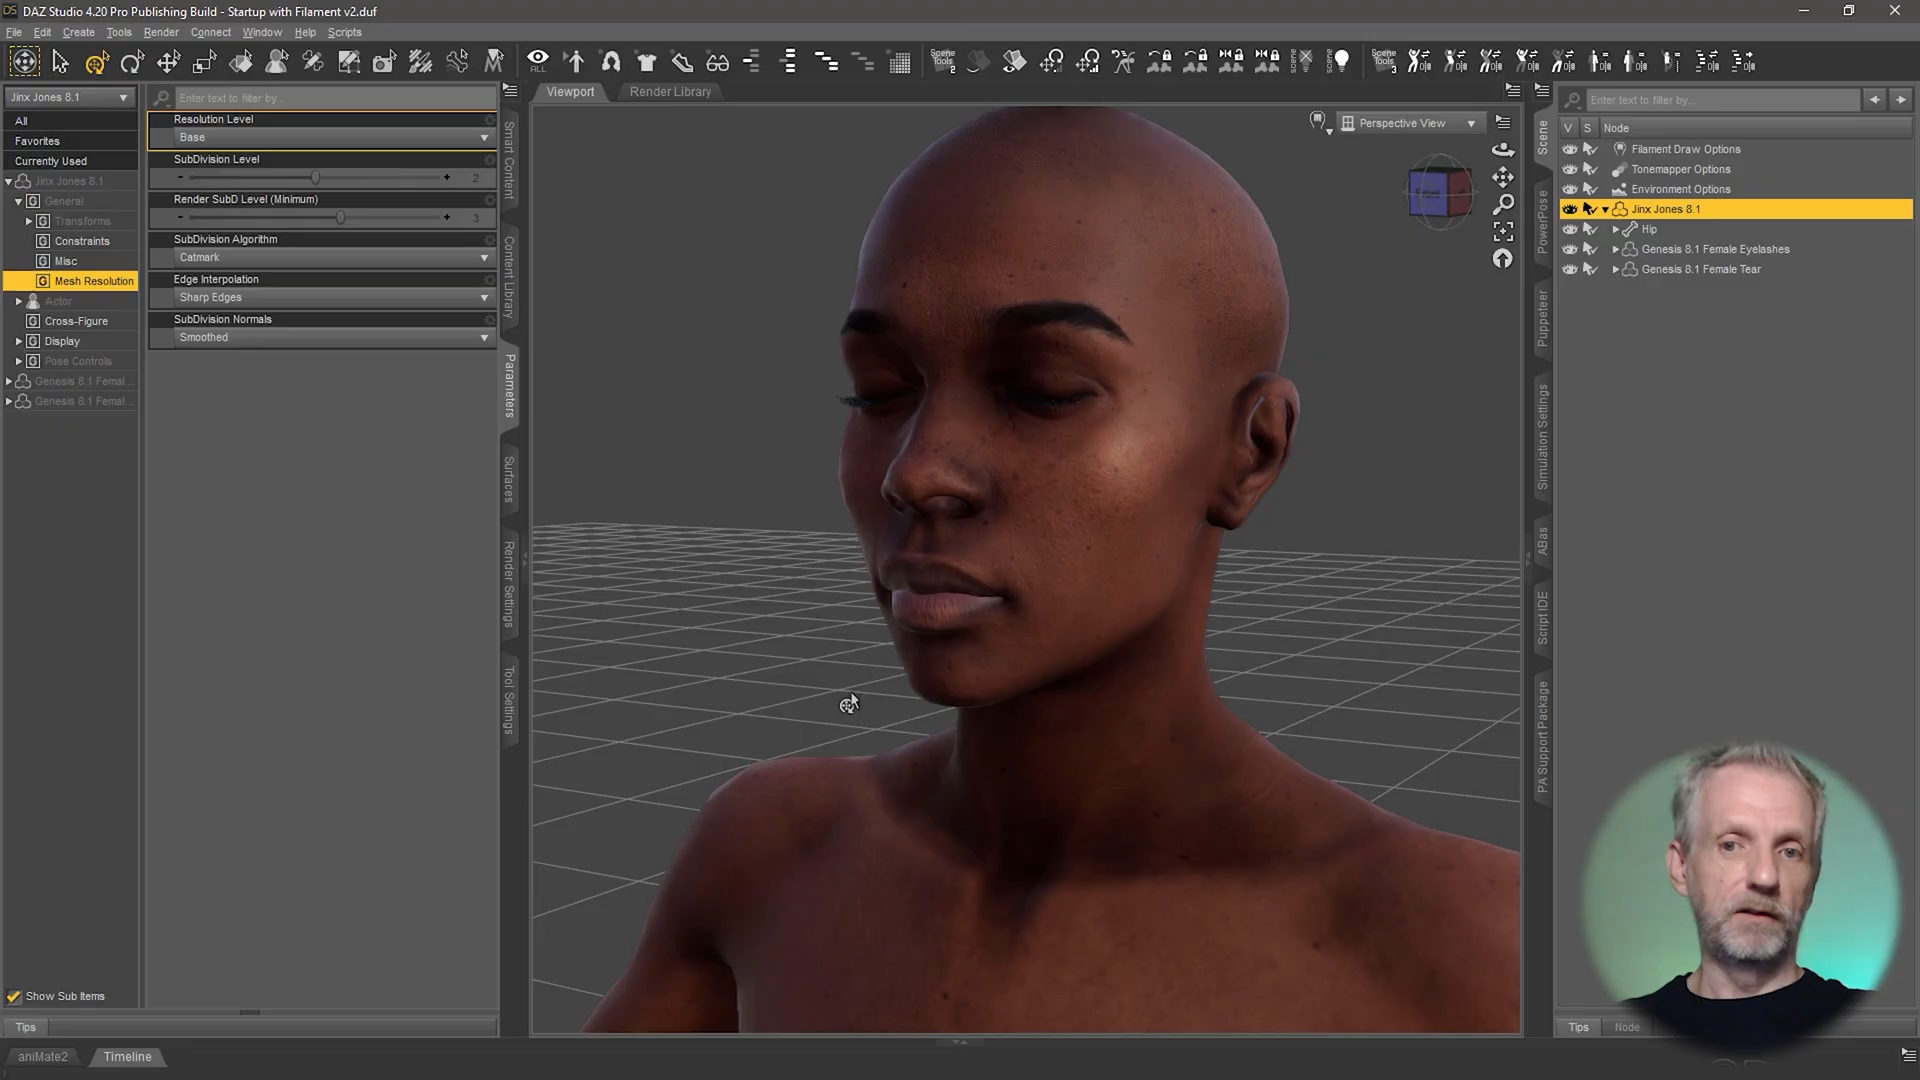 DAZ Studio 4.20 Pro Publishing Build - Startup with Filament v2.duf
File Edit Create Tools Render Connect Window Help Scripts
ALL
Scene Tools 2
Scene Tools 3
Jinx Jones 8.1
All
Favorites
Currently Used
Jinx Jones 8.1
General
Transforms
Constraints
Misc
Mesh Resolution
Actor
Cross-Figure
Display
Pose Controls
Genesis 8.1 Femal...
Genesis 8.1 Femal...
Show Sub Items
Tips
Enter text to filter by...
Resolution Level
Base
SubDivision Level
2
Render SubD Level (Minimum)
3
SubDivision Algorithm
Catmark
Edge Interpolation
Sharp Edges
SubDivision Normals
Smoothed
Smart Content
Content Library
Parameters
Surfaces
Render Settings
Tool Settings
Viewport
Render Library
Perspective View
Scene
PowerPose
Puppeteer
Simulation Settings
ABas
Script IDE
PA Support Package
Enter text to filter by...
V S Node
Filament Draw Options
Tonemapper Options
Environment Options
Jinx Jones 8.1
Hip
Genesis 8.1 Female Eyelashes
Genesis 8.1 Female Tear
Tips
Node
aniMate2
Timeline